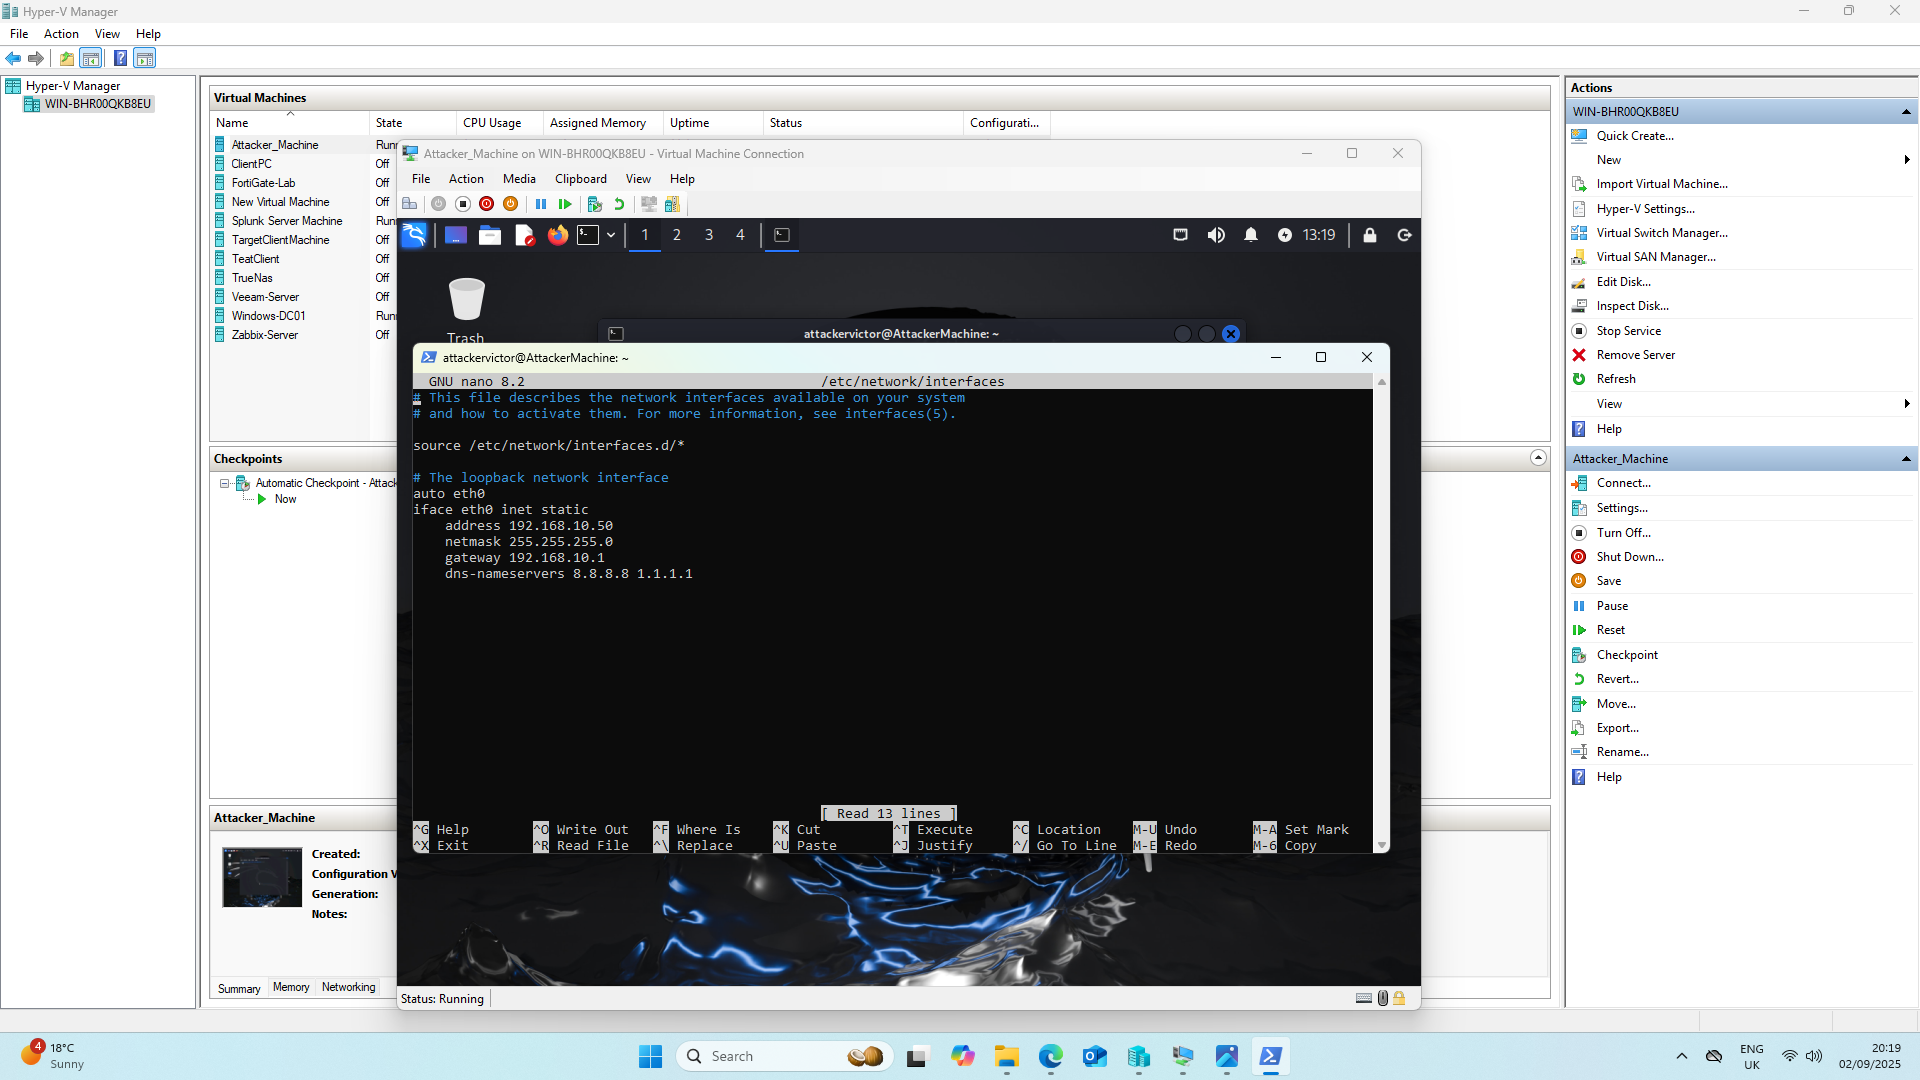 Hyper-V Manager
File Action View Help
Hyper-V Manager
WIN-BHR00QKB8EU
Virtual Machines
Name State CPU Usage Assigned Memory Uptime Status Configurati...
Attacker_Machine Runn
ClientPC Off
FortiGate-Lab Off
New Virtual Machine Off
Splunk Server Machine Runn
TargetClientMachine Off
TeatClient Off
TrueNas Off
Veeam-Server Off
Windows-DC01 Runn
Zabbix-Server Off
Checkpoints
Automatic Checkpoint - Attack
Now
Attacker_Machine
Created:
Configuration V
Generation:
Notes:
Summary Memory Networking
Attacker_Machine on WIN-BHR00QKB8EU - Virtual Machine Connection
File Action Media Clipboard View Help
1 2 3 4 13:19
Trash
attackervictor@AttackerMachine: ~
attackervictor@AttackerMachine: ~
GNU nano 8.2 /etc/network/interfaces
# This file describes the network interfaces available on your system
# and how to activate them. For more information, see interfaces(5).
source /etc/network/interfaces.d/*
# The loopback network interface
auto eth0
iface eth0 inet static
address 192.168.10.50
netmask 255.255.255.0
gateway 192.168.10.1
dns-nameservers 8.8.8.8 1.1.1.1
[ Read 13 lines ]
^G Help ^O Write Out ^F Where Is ^K Cut ^T Execute ^C Location M-U Undo M-A Set Mark
^X Exit ^R Read File ^\ Replace ^U Paste ^J Justify ^/ Go To Line M-E Redo M-6 Copy
Status: Running
Actions
WIN-BHR00QKB8EU
Quick Create...
New
Import Virtual Machine...
Hyper-V Settings...
Virtual Switch Manager...
Virtual SAN Manager...
Edit Disk...
Inspect Disk...
Stop Service
Remove Server
Refresh
View
Help
Attacker_Machine
Connect...
Settings...
Turn Off...
Shut Down...
Save
Pause
Reset
Checkpoint
Revert...
Move...
Export...
Rename...
Help
4
18°C
Sunny
Search
ENG
UK
20:19
02/09/2025